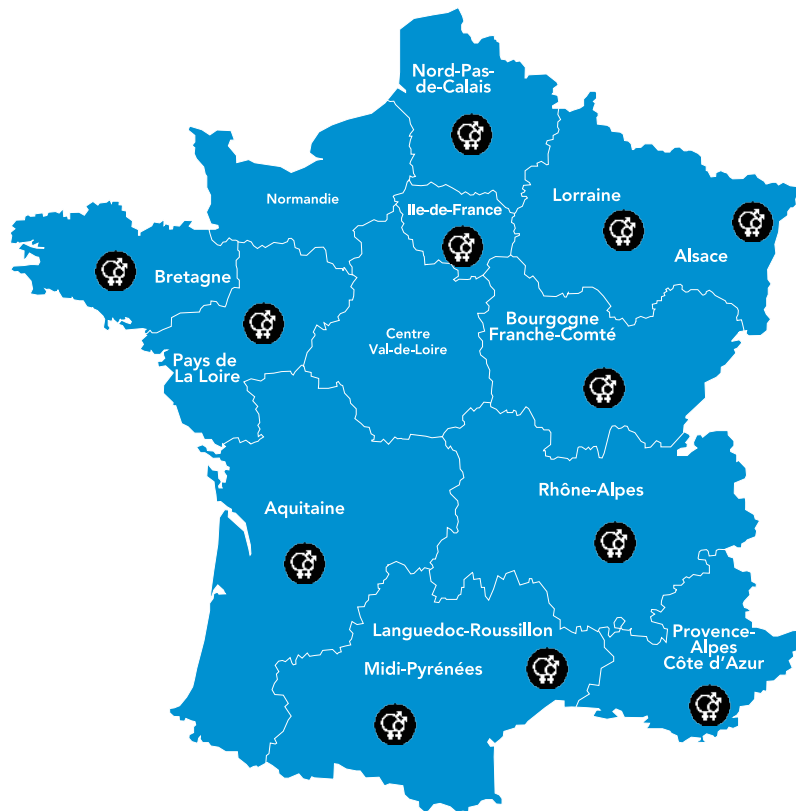 Nord-Pas-
de-Calais
Normandie
Ile-de-France
Lorraine
Alsace
Bretagne
Pays de
La Loire
Centre
Val-de-Loire
Bourgogne
Franche-Comté
Aquitaine
Rhône-Alpes
Languedoc-Roussillon
Midi-Pyrénées
Provence-
Alpes
Côte d'Azur